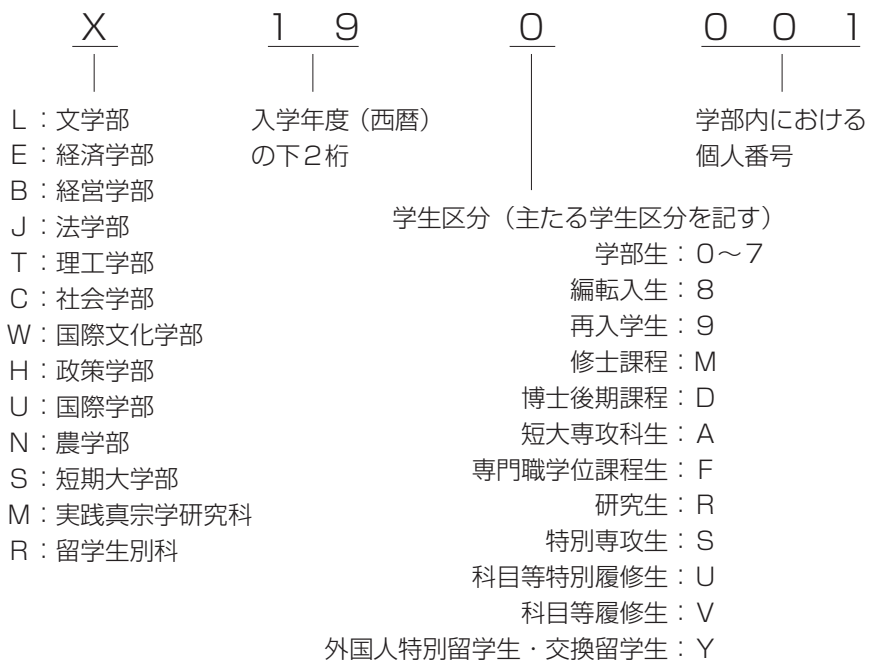 X 19 0 001
L：文学部
E：経済学部
B：経営学部
J：法学部
T：理工学部
C：社会学部
W：国際文化学部
H：政策学部
U：国際学部
N：農学部
S：短期大学部
M：実践真宗学研究科
R：留学生別科
入学年度（西暦）
の下2桁
学生区分（主たる学生区分を記す）
学部生：0～7
編転入生：8
再入学生：9
修士課程：M
博士後期課程：D
短大専攻科生：A
専門職学位課程生：F
研究生：R
特別専攻生：S
科目等特別履修生：U
科目等履修生：V
外国人特別留学生・交換留学生：Y
学部内における
個人番号